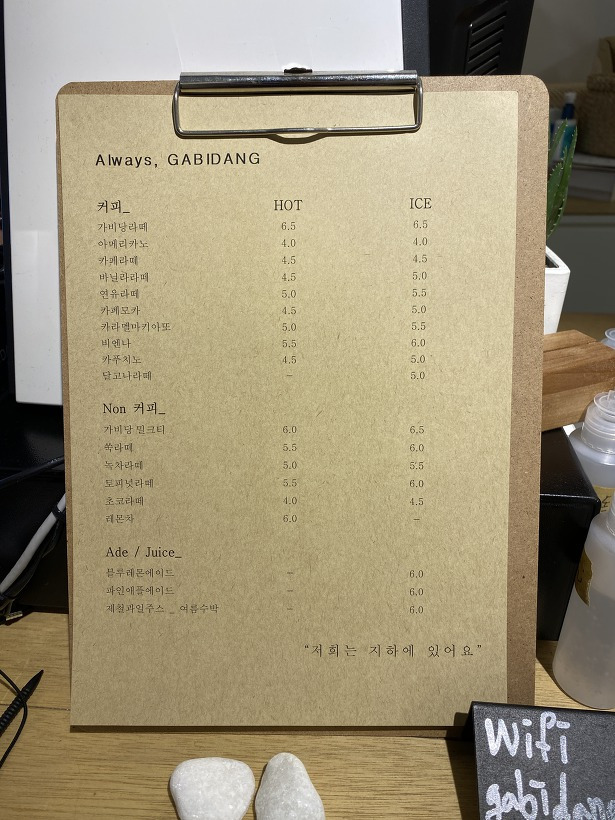 Always, GABIDANG
커피_ HOT ICE
가비당라떼 6.5 6.5
아메리카노 4.0 4.0
카페라떼 4.5 4.5
바닐라라떼 4.5 5.0
연유라떼 5.0 5.5
카페모카 4.5 5.0
카라멜마키아또 5.0 5.5
비엔나 5.5 6.0
카푸치노 4.5 5.0
달고나라떼 – 5.0
Non 커피_
가비당 밀크티 6.0 6.5
쑥라떼 5.5 6.0
녹차라떼 5.0 5.5
토피넛라떼 5.5 6.0
초코라떼 4.0 4.5
레몬차 6.0 –
Ade / Juice_
블루레몬에이드 – 6.0
파인애플에이드 – 6.0
제철과일주스 _ 여름수박 – 6.0
“저희는 지하에 있어요”
Wifi
gabidang